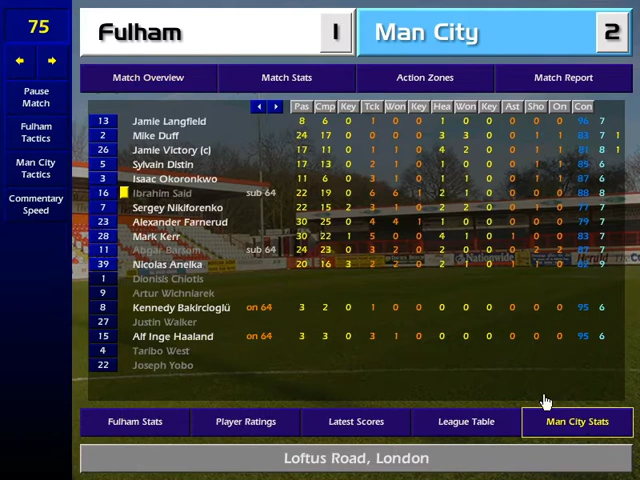 75
Fulham 1 Man City 2
Match Overview Match Stats Action Zones Match Report
Pause Match
Fulham Tactics
Man City Tactics
Commentary Speed
Pas Cmp Key Tck Won Key Hea Won Key Ast Sho On Con
13 Jamie Langfield 8 6 0 1 0 0 1 0 0 0 0 0 96 7
2 Mike Duff 24 17 0 0 0 0 3 3 0 0 1 1 83 7 1
26 Jamie Victory (c) 17 11 0 1 1 0 4 2 0 0 1 1 81 8 1
5 Sylvain Distin 17 13 0 2 1 0 2 1 0 0 1 1 85 6
3 Isaac Okoronkwo 11 6 0 3 1 0 3 1 0 0 1 1 87 6
16 Ibrahim Said sub 64 22 19 0 6 6 2 1 0 0 0 0 88 8
7 Sergey Nikiforenko 22 15 2 3 1 0 2 2 0 0 1 0 77 7
23 Alexander Farnerud 30 25 0 4 4 1 0 0 0 0 0 0 79 7
28 Mark Kerr 30 22 1 5 0 0 4 1 0 1 0 0 83 7
11 sub 64 24 23 0 3 2 0 2 0 0 0 2 2 7
39 Nicolas Anelka 20 16 3 2 2 0 2 1 0 1 1 0 9
1 Dionisis Chiotis
9 Artur Wichniarek
8 Kennedy Bakircioglü on 64 3 2 0 1 0 0 0 0 0 0 0 0 95 6
27 Justin Walker
15 Alf Inge Haaland on 64 3 3 0 3 1 0 0 0 0 0 0 0 95 6
4 Taribo West
22 Joseph Yobo
Nationwide
Fulham Stats Player Ratings Latest Scores League Table Man City Stats
Loftus Road, London